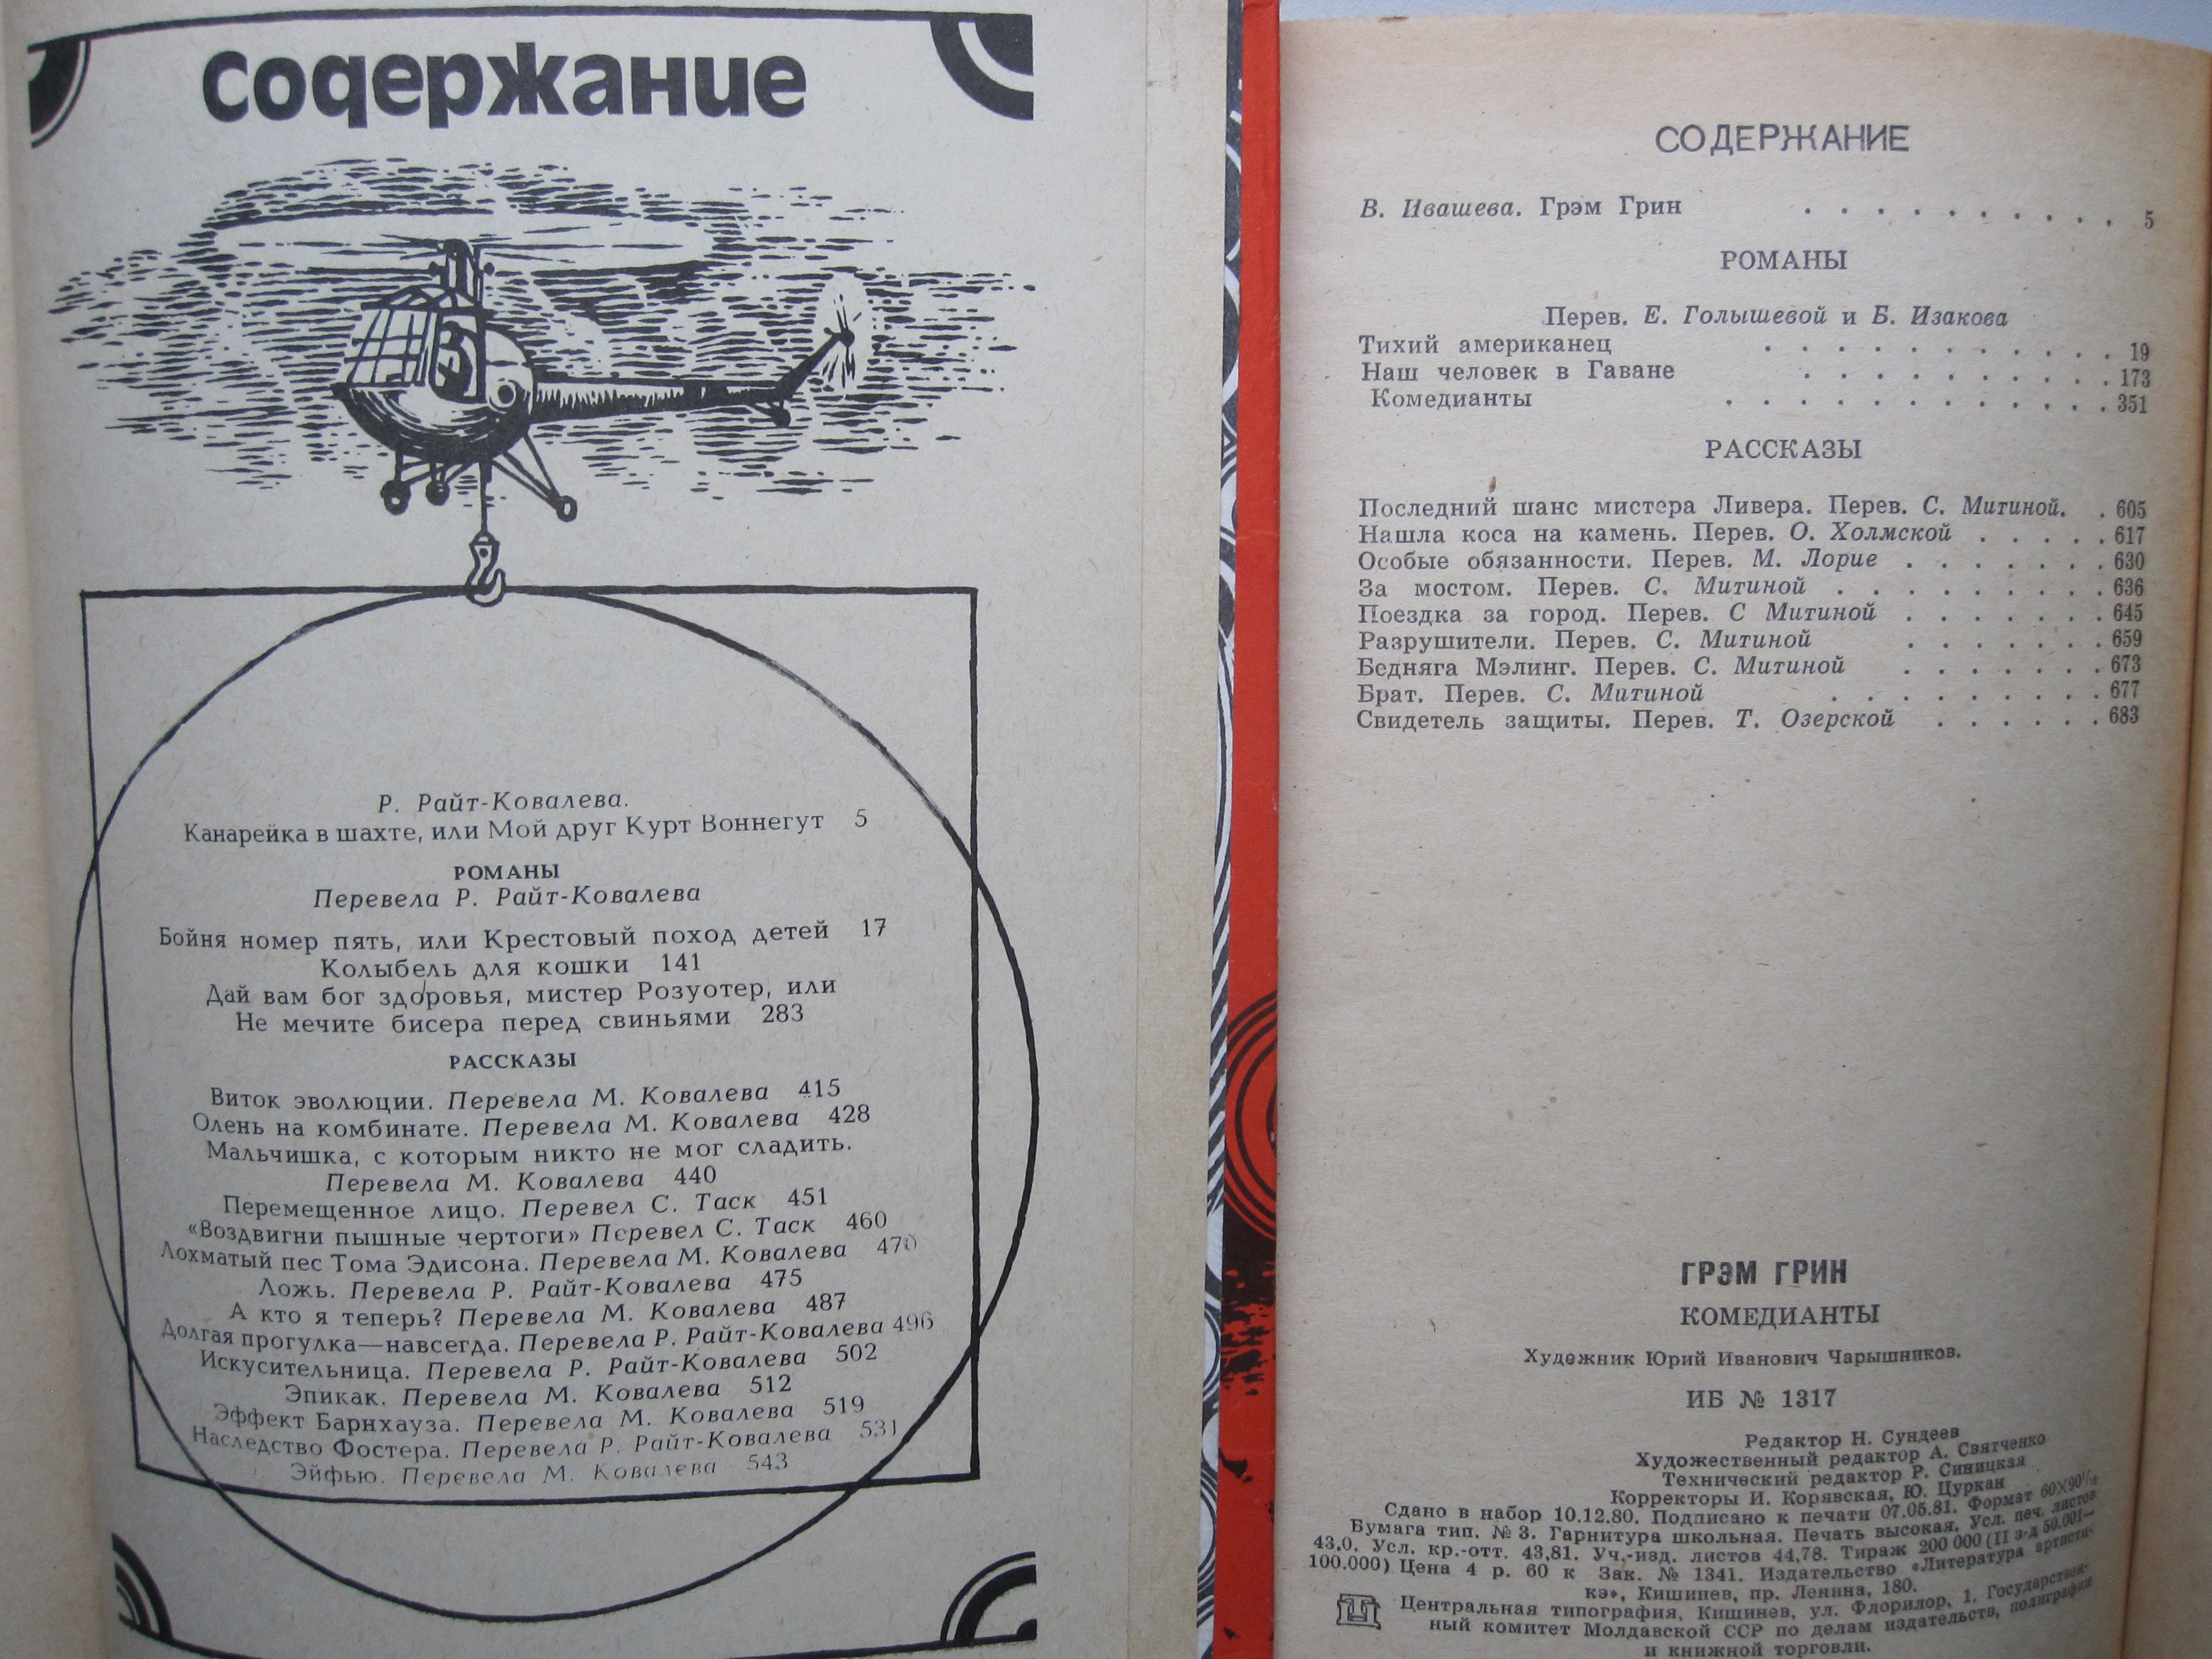 Содержание
Р. Райт-Ковалева.
Канарейка в шахте, или Мой друг Курт Воннегут 5
РОМАНЫ
Перевела Р. Райт-Ковалева
Бойня номер пять, или Крестовый поход детей 17
Колыбель для кошки 141
Дай вам бог здоровья, мистер Розуотер, или
Не мечите бисера перед свиньями 283
РАССКАЗЫ
Виток эволюции. Перевела М. Ковалева 415
Олень на комбинате. Перевела М. Ковалева 428
Мальчишка, с которым никто не мог сладить.
Перевела М. Ковалева 440
Перемещенное лицо. Перевел С. Таск 451
«Воздвигни пышные чертоги» Перевел С. Таск 460
Лохматый пес Тома Эдисона. Перевела М. Ковалева 470
Ложь. Перевела Р. Райт-Ковалева 475
А кто я теперь? Перевела М. Ковалева 487
Долгая прогулка—навсегда. Перевела Р. Райт-Ковалева 496
Искусительница. Перевела Р. Райт-Ковалева 502
Эпикак. Перевела М. Ковалева 512
Эффект Барнхауза. Перевела М. Ковалева 519
Наследство Фостера. Перевела Р. Райт-Ковалева 531
Эйфью. Перевела М. Ковалева 543
СОДЕРЖАНИЕ
В. Ивашева. Грэм Грин . . . . . . . . . 5
РОМАНЫ
Перев. Е. Голышевой и Б. Изакова
Тихий американец . . . . . . . . . . 19
Наш человек в Гаване . . . . . . . . . 173
Комедианты . . . . . . . . . . . 351
РАССКАЗЫ
Последний шанс мистера Ливера. Перев. С. Митиной. . 605
Нашла коса на камень. Перев. О. Холмской . . . . . 617
Особые обязанности. Перев. М. Лорие . . . . . . 630
За мостом. Перев. С. Митиной . . . . . . . . 636
Поездка за город. Перев. С Митиной . . . . . . 645
Разрушители. Перев. С. Митиной . . . . . . 659
Бедняга Мэлинг. Перев. С. Митиной . . . . . . 673
Брат. Перев. С. Митиной . . . . . . . . 677
Свидетель защиты. Перев. Т. Озерской . . . . . 683
ГРЭМ ГРИН
КОМЕДИАНТЫ
Художник Юрий Иванович Чарышников.
ИБ № 1317
Редактор Н. Сундеев
Художественный редактор А. Святченко
Технический редактор Р. Синицкая
Корректоры И. Корявская, Ю. Цуркан
Сдано в набор 10.12.80. Подписано к печати 07.05.81. Формат 60×90¹/₁₆
Бумага тип. № 3. Гарнитура школьная. Печать высокая. Усл. печ. листов
43.0. Усл. кр.-отт. 43,81. Уч.-изд. листов 44,78. Тираж 200 000 (II з-д 50.001—
100.000) Цена 4 р. 60 к Зак. № 1341. Издательство «Литература артисти-
кэ», Кишинев, пр. Ленина, 180.
Центральная типография, Кишинев, ул. Флорилор, 1. Государствен-
ный комитет Молдавской ССР по делам издательств, полиграфии
и книжной торговли.